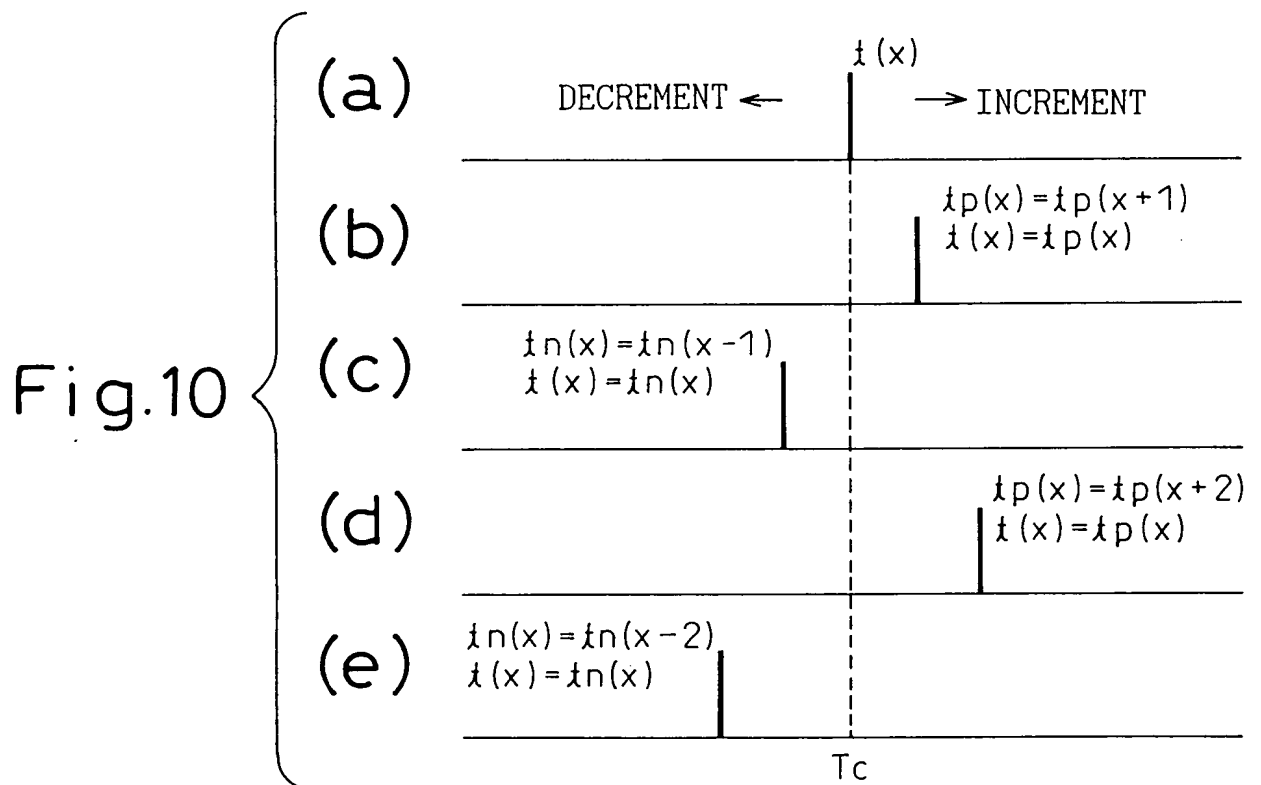 Fig.10
(a)
t(x)
DECREMENT ← → INCREMENT
(b)
tp(x)=tp(x+1)
t(x)=tp(x)
(c)
tn(x)=tn(x-1)
t(x)=tn(x)
(d)
tp(x)=tp(x+2)
t(x)=tp(x)
(e)
tn(x)=tn(x-2)
t(x)=tn(x)
Tc